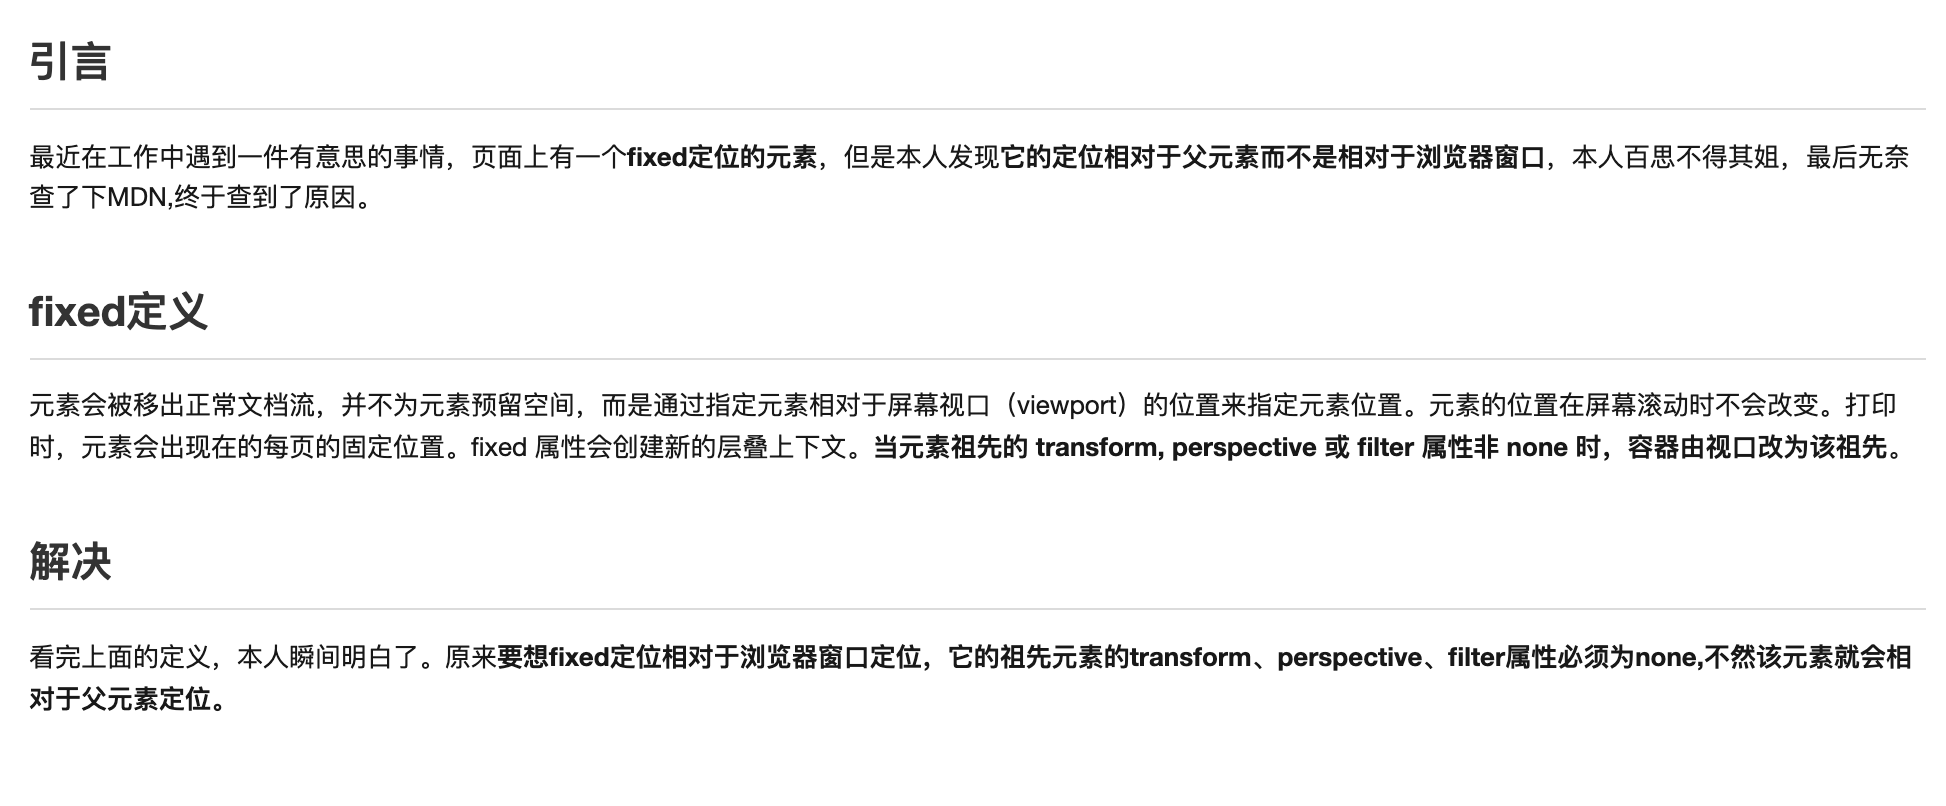 引言
最近在工作中遇到一件有意思的事情，页面上有一个fixed定位的元素，但是本人发现它的定位相对于父元素而不是相对于浏览器窗口，本人百思不得其姐，最后无奈
查了下MDN,终于查到了原因。
fixed定义
元素会被移出正常文档流，并不为元素预留空间，而是通过指定元素相对于屏幕视口（viewport）的位置来指定元素位置。元素的位置在屏幕滚动时不会改变。打印
时，元素会出现在的每页的固定位置。fixed 属性会创建新的层叠上下文。当元素祖先的 transform, perspective 或 filter 属性非 none 时，容器由视口改为该祖先。
解决
看完上面的定义，本人瞬间明白了。原来要想fixed定位相对于浏览器窗口定位，它的祖先元素的transform、perspective、filter属性必须为none,不然该元素就会相
对于父元素定位。